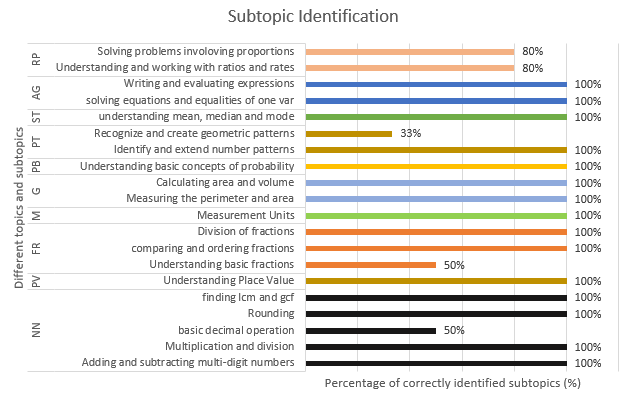 Subtopic Identification
Different topics and subtopics
RP
Solving problems involoving proportions 80%
Understanding and working with ratios and rates 80%
AG
Writing and evaluating expressions 100%
solving equations and equalities of one var 100%
ST
understanding mean, median and mode 100%
PT
Recognize and create geometric patterns 33%
Identify and extend number patterns 100%
PB
Understanding basic concepts of probability 100%
G
Calculating area and volume 100%
Measuring the perimeter and area 100%
M
Measurement Units 100%
FR
Division of fractions 100%
comparing and ordering fractions 100%
Understanding basic fractions 50%
PV
Understanding Place Value 100%
NN
finding lcm and gcf 100%
Rounding 100%
basic decimal operation 50%
Multiplication and division 100%
Adding and subtracting multi-digit numbers 100%
Percentage of correctly identified subtopics (%)